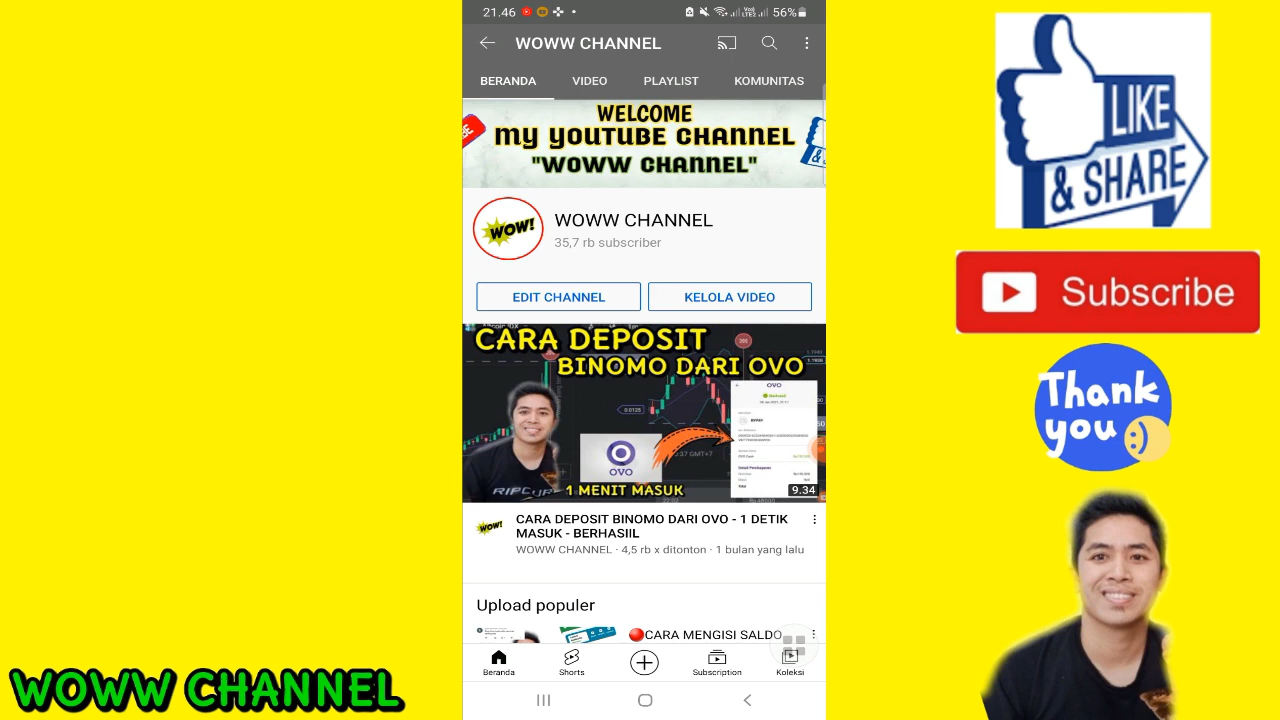 21.46
56%
WOWW CHANNEL
BERANDA VIDEO PLAYLIST KOMUNITAS
WELCOME
my YOUTUBE CHANNEL
"WOWW CHANNEL"
WOW!
WOWW CHANNEL
35,7 rb subscriber
EDIT CHANNEL
KELOLA VIDEO
CARA DEPOSIT
BINOMO DARI OVO
OVO
OVO
1 MENIT MASUK
RIPCUR
9.34
WOW!
CARA DEPOSIT BINOMO DARI OVO - 1 DETIK
MASUK - BERHASIIL
WOWW CHANNEL · 4,5 rb x ditonton · 1 bulan yang lalu
Upload populer
CARA MENGISI SALDO
Beranda
Shorts
Subscription
Koleksi
LIKE
& SHARE
Subscribe
Thank
you
WOWW CHANNEL